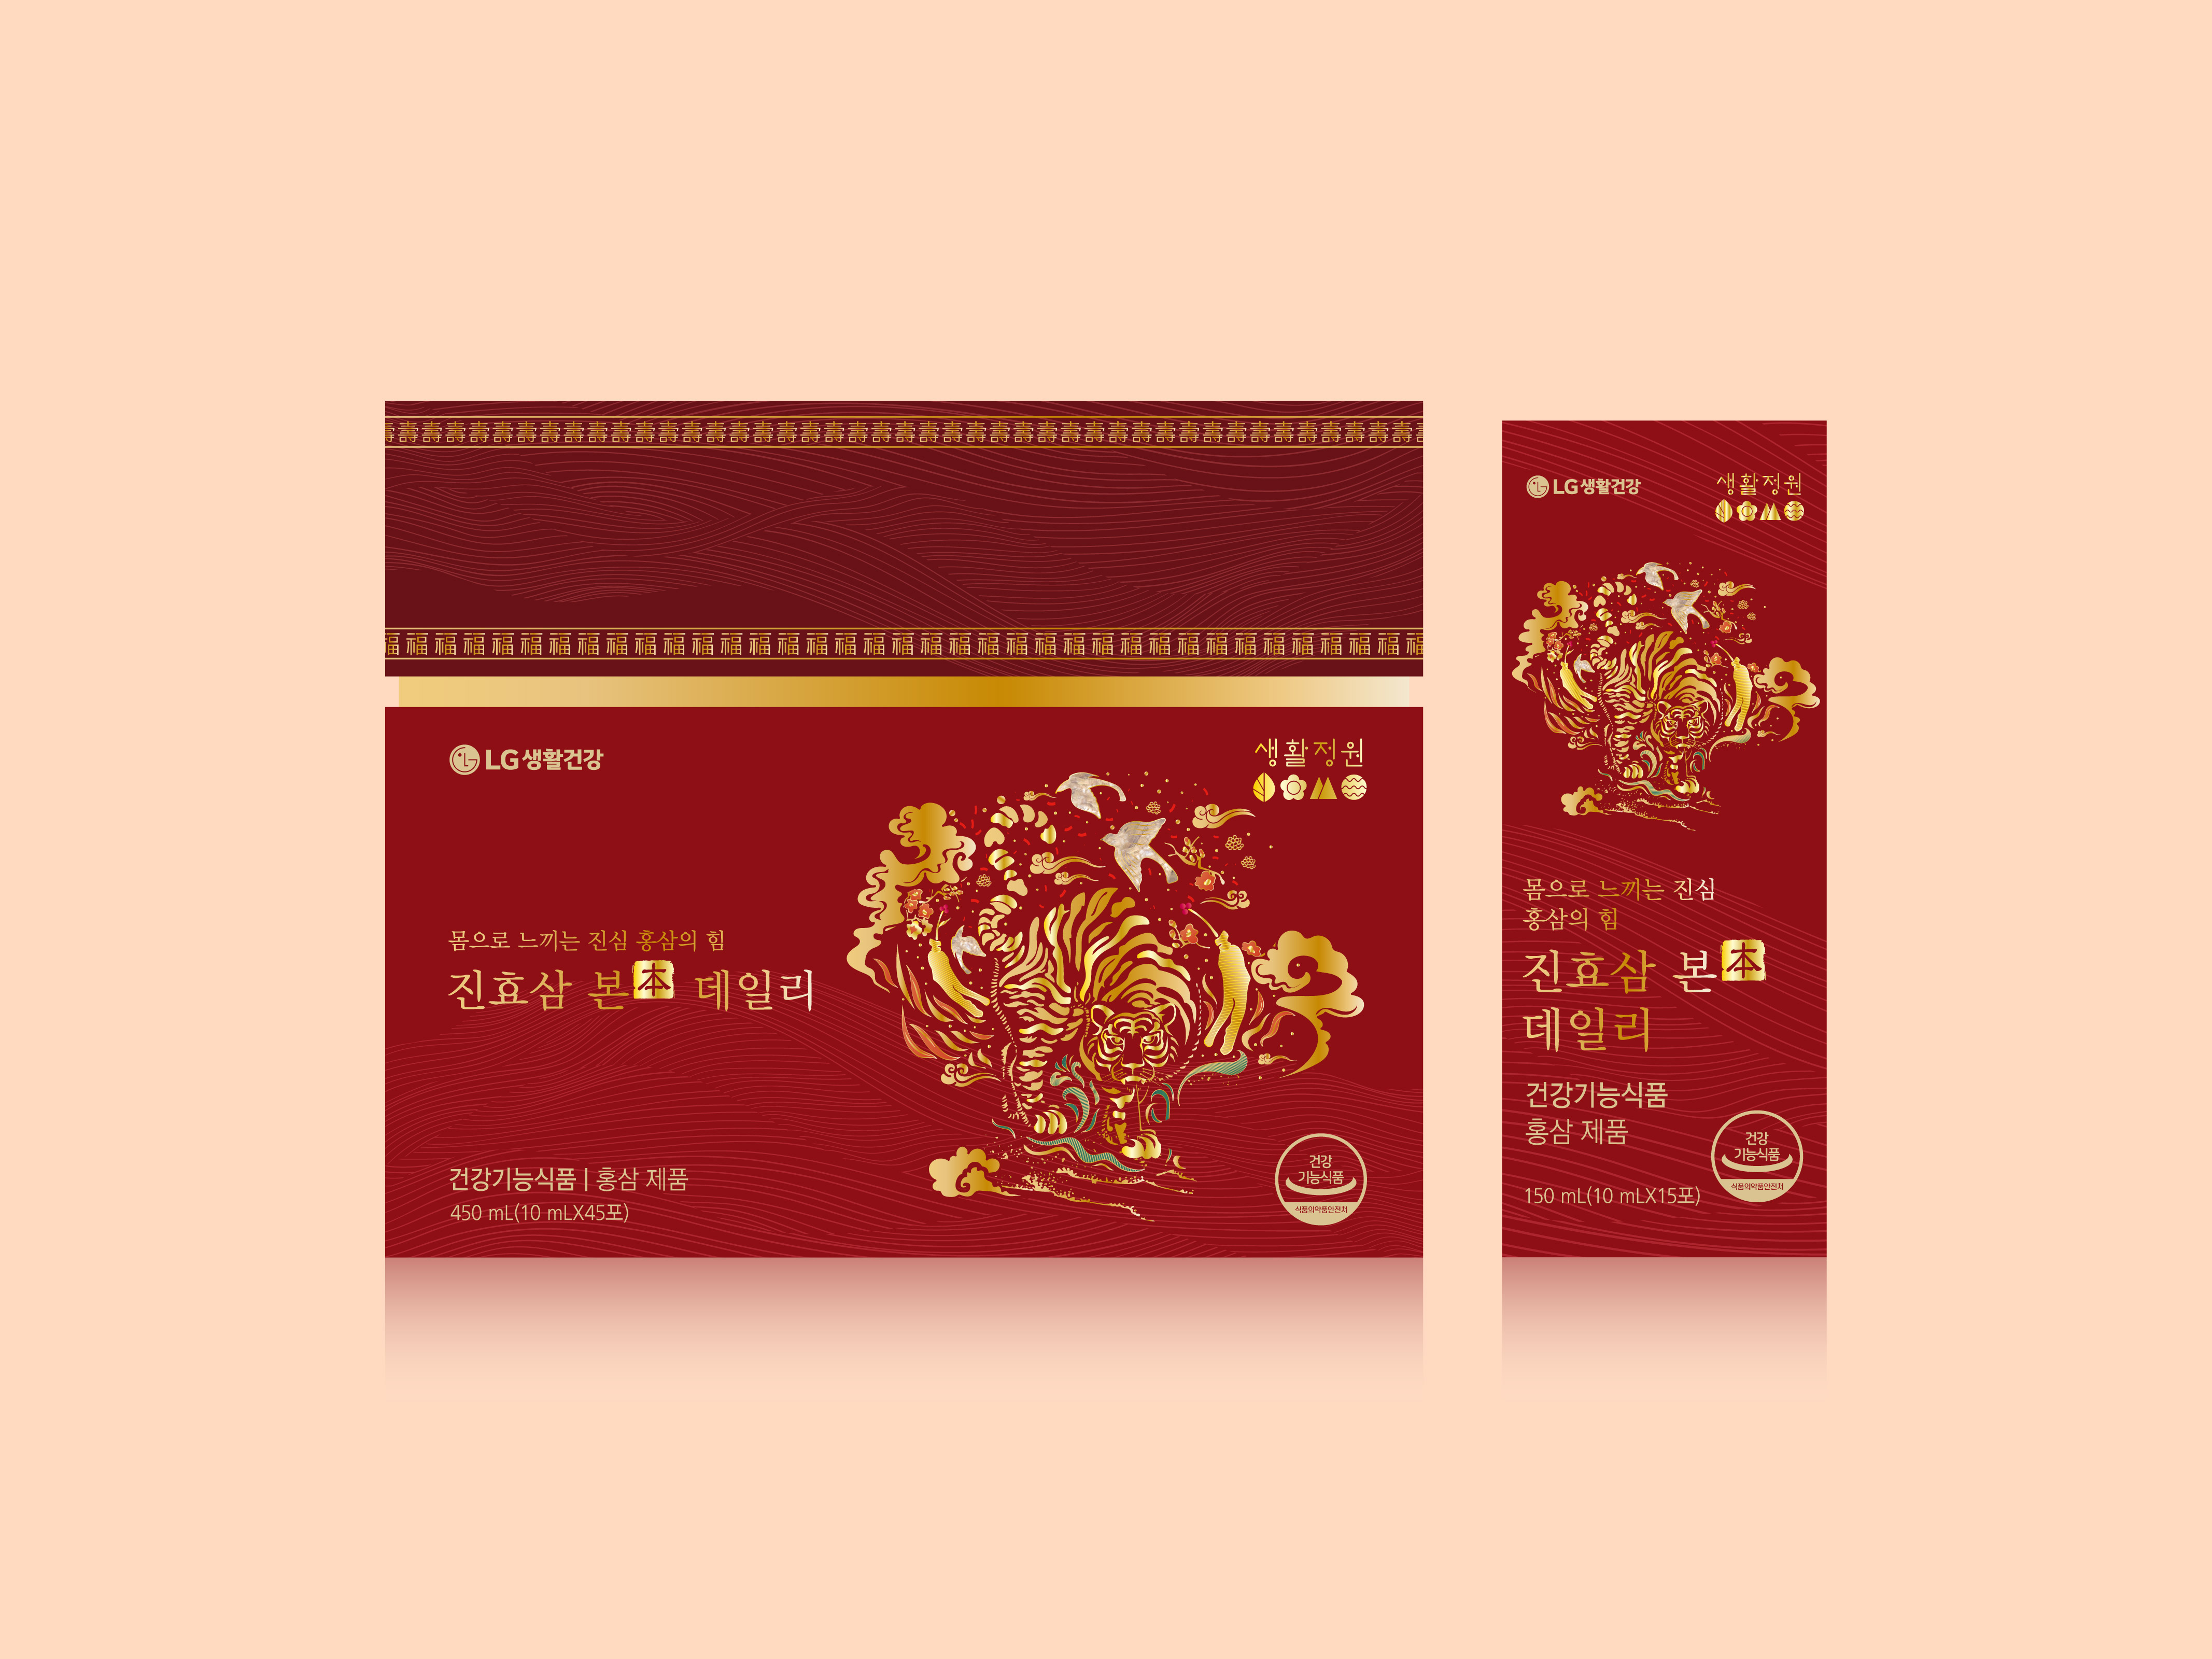 壽壽壽壽壽壽壽壽壽壽壽壽壽壽壽壽壽壽壽壽壽壽壽壽壽壽壽壽壽壽壽壽壽壽壽壽壽壽壽壽壽壽壽
福福福福福福福福福福福福福福福福福福福福福福福福福福福福福福福福福福福
LG생활건강
생활정원
몸으로 느끼는 진심 홍삼의 힘
진효삼 본本 데일리
건강기능식품 | 홍삼 제품
450 mL(10 mLX45포)
건강
기능식품
식품의약품안전처
LG생활건강
생활정원
몸으로 느끼는 진심
홍삼의 힘
진효삼 본本
데일리
건강기능식품
홍삼 제품
150 mL(10 mLX15포)
건강
기능식품
식품의약품안전처